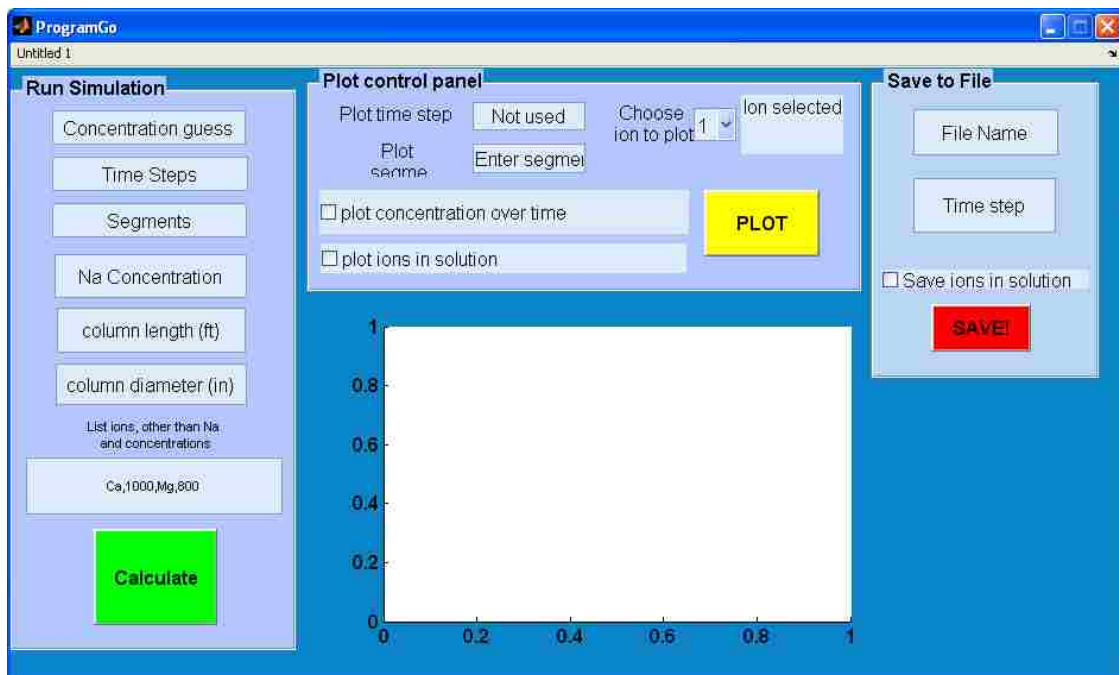 ProgramGo
Untitled 1
Run Simulation
Concentration guess
Time Steps
Segments
Na Concentration
column length (ft)
column diameter (in)
List ions, other than Na
and concentrations
Ca,1000,Mg,800
Calculate
Plot control panel
Plot time step
Not used
Plot
segme
Enter segmei
Choose
ion to plot
1
Ion selected
plot concentration over time
plot ions in solution
PLOT
1
0.8
0.6
0.4
0.2
0
0 0.2 0.4 0.6 0.8 1
Save to File
File Name
Time step
Save ions in solution
SAVE!